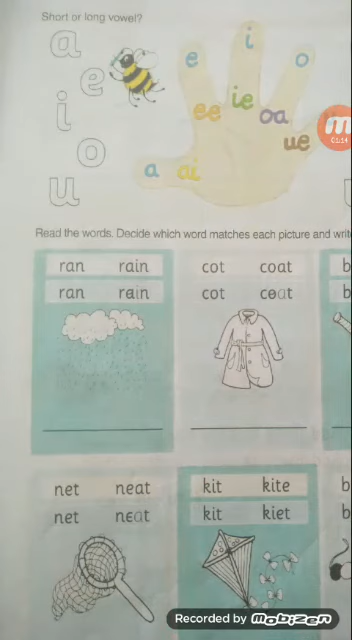 Short or long vowel?
a
e
i
o
u
e
i
o
ee
ie
oa
ue
a
ai
01:14
Read the words. Decide which word matches each picture and writ
ran rain
ran rain
cot coat
cot coat
b
b
net neat
net neat
kit kite
kit kiet
b
b
Recorded by mobizen